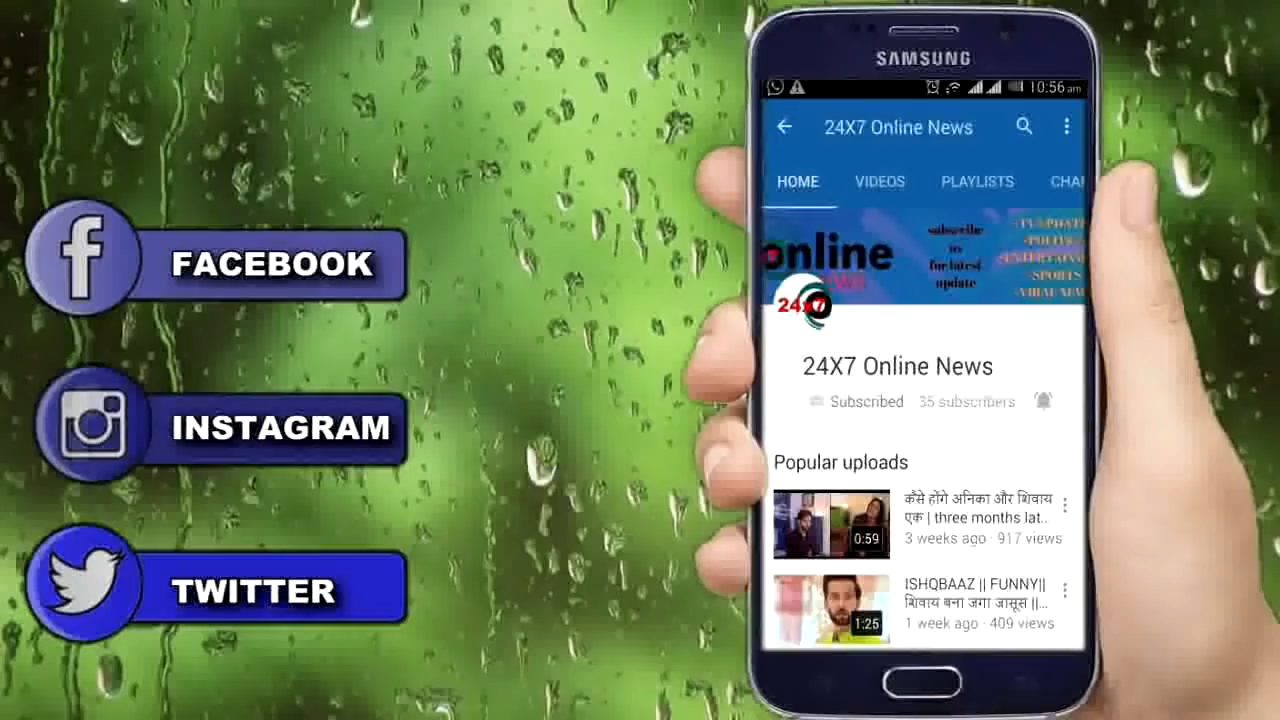 FACEBOOK
INSTAGRAM
TWITTER
SAMSUNG
10:56 am
24X7 Online News
HOME VIDEOS PLAYLISTS CHA
online
subscribe
for latest
update
SPORTS
24x7
24X7 Online News
Subscribed 35 subscribers
Popular uploads
कैसे होंगे अनिका और शिवाय
एक | three months lat..
0:59
3 weeks ago · 917 views
ISHQBAAZ || FUNNY||
शिवाय बना जगा जासूस ||...
1:25
1 week ago · 409 views